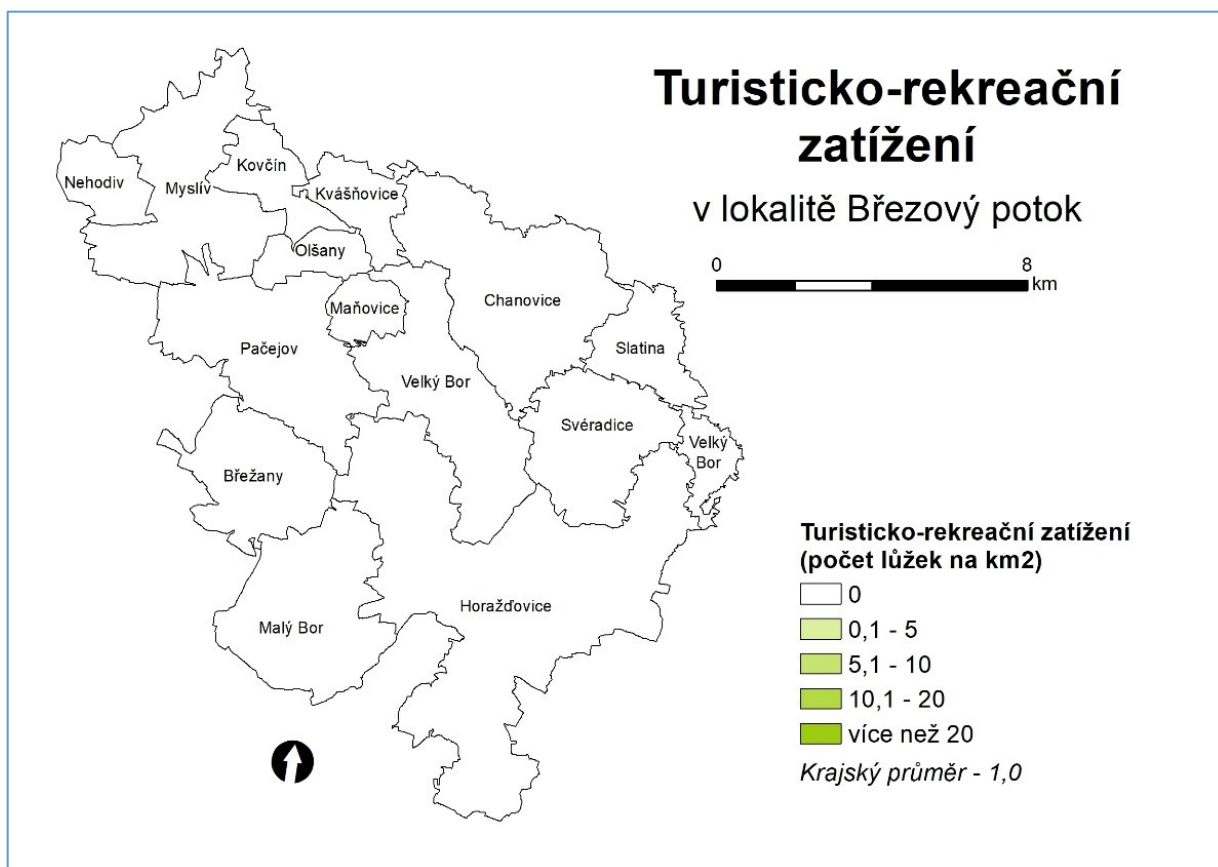 Turisticko-rekreační
zatížení
v lokalitě Březový potok
0 8
km
Kovčín
Nehodiv
Myslív
Kvášňovice
Olšany
Maňovice
Chanovice
Pačejov
Slatina
Velký Bor
Svéradice
Velký
Bor
Břežany
Horažďovice
Malý Bor
Turisticko-rekreační zatížení
(počet lůžek na km2)
0
0,1 - 5
5,1 - 10
10,1 - 20
více než 20
Krajský průměr - 1,0